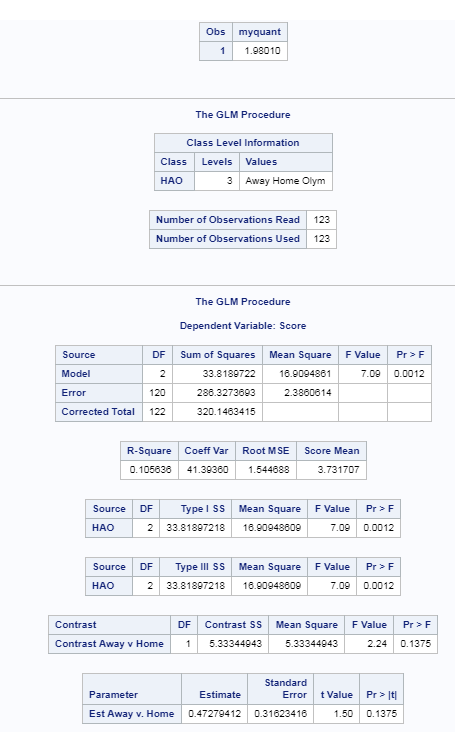 Obs myquant
1 1.98010
The GLM Procedure
Class Level Information
Class Levels Values
HAO 3 Away Home Olym
Number of Observations Read 123
Number of Observations Used 123
The GLM Procedure
Dependent Variable: Score
Source DF Sum of Squares Mean Square F Value Pr > F
Model 2 33.8189722 16.9094861 7.09 0.0012
Error 120 286.3273693 2.3860614
Corrected Total 122 320.1463415
R-Square Coeff Var Root MSE Score Mean
0.105636 41.39360 1.544688 3.731707
Source DF Type I SS Mean Square F Value Pr > F
HAO 2 33.81897218 16.90948609 7.09 0.0012
Source DF Type III SS Mean Square F Value Pr > F
HAO 2 33.81897218 16.90948609 7.09 0.0012
Contrast DF Contrast SS Mean Square F Value Pr > F
Contrast Away v Home 1 5.33344943 5.33344943 2.24 0.1375
Parameter Estimate Standard Error t Value Pr > |t|
Est Away v. Home 0.47279412 0.31623416 1.50 0.1375